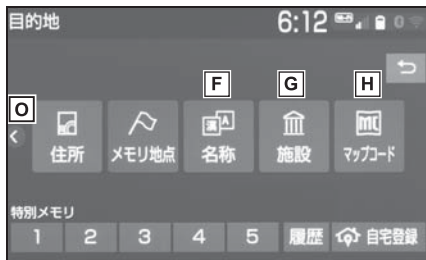 目的地 6:12
F G H
O
住所 メモリ地点 名称 施設 マップコード
特別メモリ
1 2 3 4 5 履歴 自宅登録